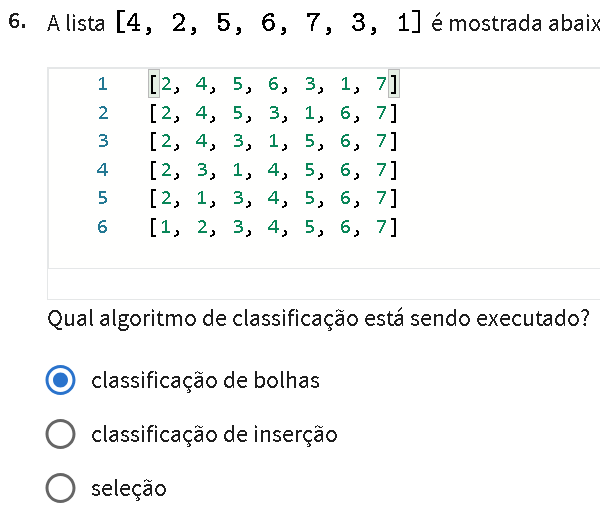 6. A lista [4, 2, 5, 6, 7, 3, 1] é mostrada abaix
1 [2, 4, 5, 6, 3, 1, 7]
2 [2, 4, 5, 3, 1, 6, 7]
3 [2, 4, 3, 1, 5, 6, 7]
4 [2, 3, 1, 4, 5, 6, 7]
5 [2, 1, 3, 4, 5, 6, 7]
6 [1, 2, 3, 4, 5, 6, 7]
Qual algoritmo de classificação está sendo executado?
classificação de bolhas
classificação de inserção
seleção